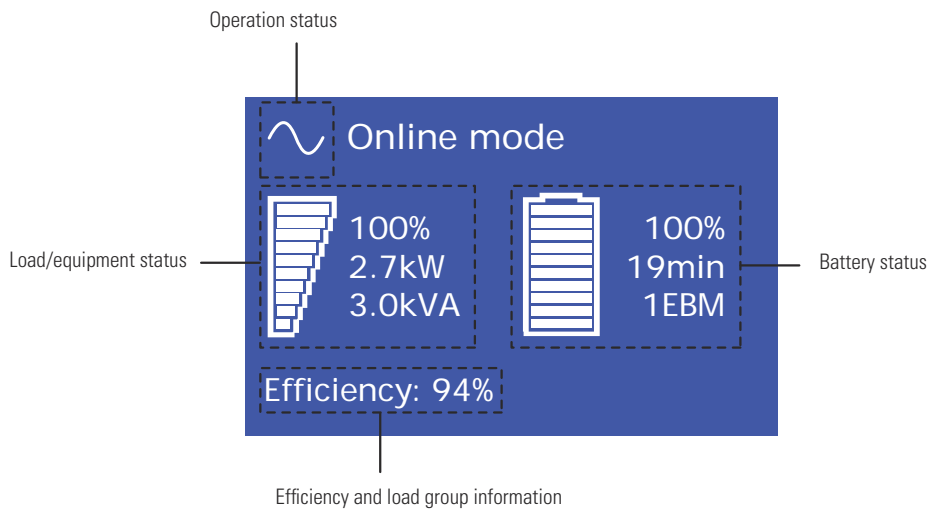 Operation status
Online mode
Load/equipment status
100%
2.7kW
3.0kVA
100%
19min
1EBM
Battery status
Efficiency: 94%
Efficiency and load group information